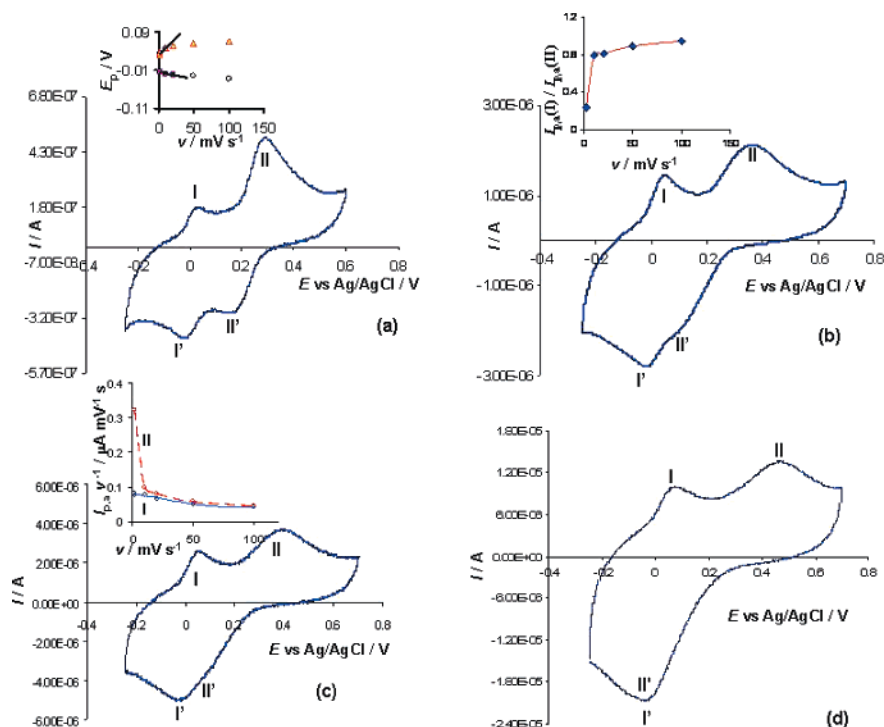 0.09
-0.01
-0.11
E_p / V
0 50 100 150
v / mV s⁻¹
6.80E-07
4.30E-07
1.80E-07
-7.00E-08
-3.20E-07
-5.70E-07
I / A
-0.4 -0.2 0 0.2 0.4 0.6 0.8
E vs Ag/AgCl / V
I
II
I'
II'
(a)
1.2
0.8
0.4
0
I_p,a(I) / I_p,a(II)
0 50 100 150
v / mV s⁻¹
3.00E-06
1.00E-06
-1.00E-06
-3.00E-06
I / A
-0.4 -0.2 0 0.2 0.4 0.6 0.8
E vs Ag/AgCl / V
I
II
I'
II'
(b)
0.4
0.3
0.2
0.1
0
I_p,a v⁻¹ / µA mV⁻¹ s
II
I
0 50 100
v / mV s⁻¹
6.00E-06
4.00E-06
2.00E-06
0.00E+00
-2.00E-06
-4.00E-06
-6.00E-06
I / A
-0.4 -0.2 0 0.2 0.4 0.6 0.8
E vs Ag/AgCl / V
I
II
I'
II'
(c)
1.80E-05
1.20E-05
6.00E-06
0.00E+00
-6.00E-06
-1.20E-05
-1.80E-05
-2.40E-05
I / A
-0.4 -0.2 0 0.2 0.4 0.6 0.8
E vs Ag/AgCl / V
I
II
II'
I'
(d)